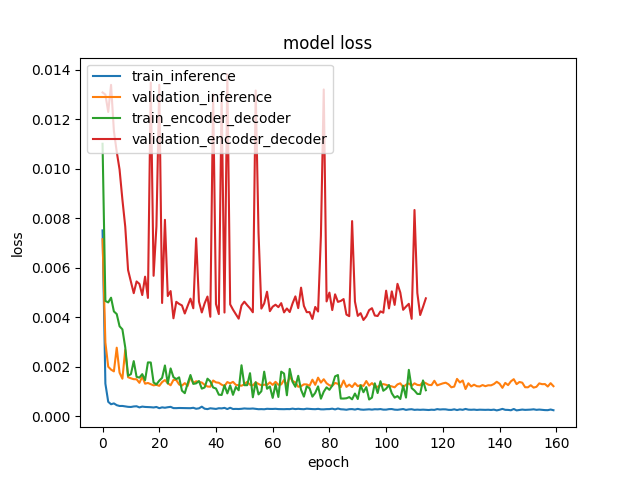 model loss
train_inference
validation_inference
train_encoder_decoder
validation_encoder_decoder
0.014
0.012
0.010
0.008
0.006
0.004
0.002
0.000
loss
0 20 40 60 80 100 120 140 160
epoch